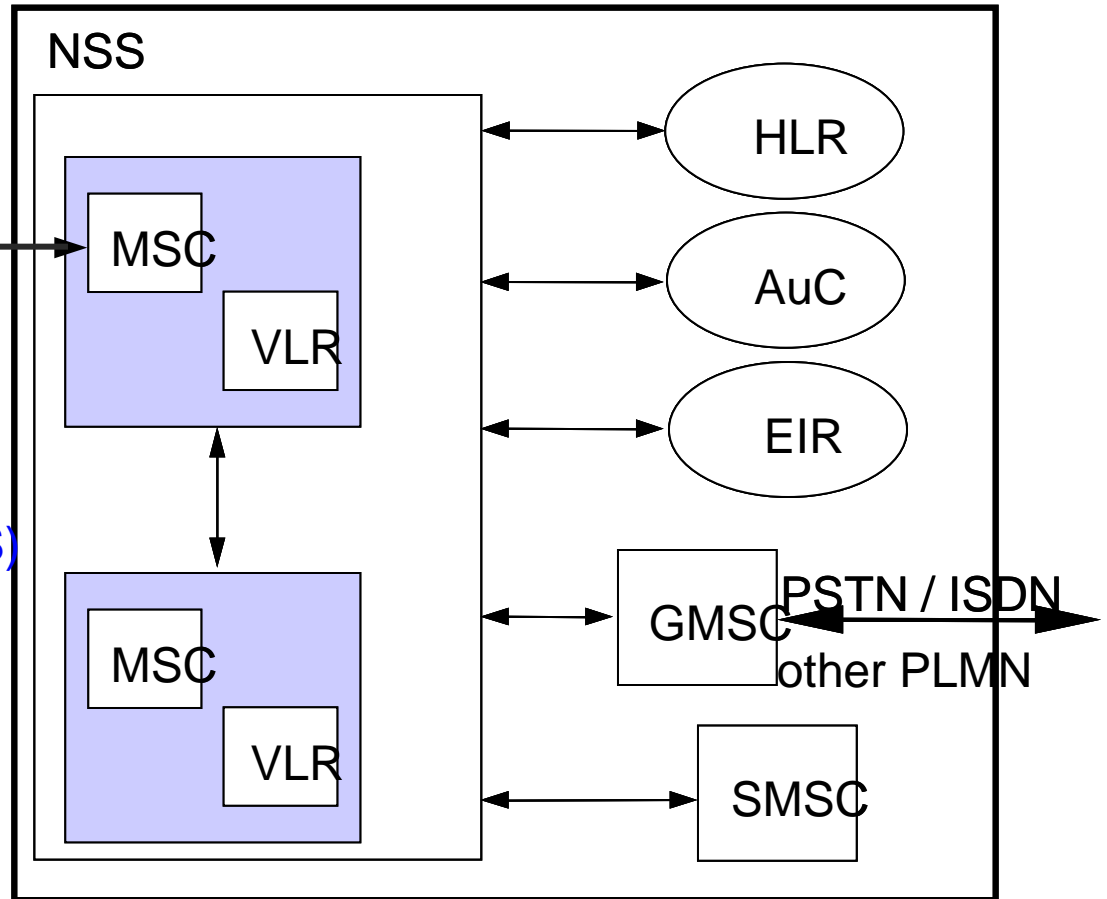 NSS
HLR
MSC
AuC
VLR
EIR
S)
PSTN / ISDN
GMSC
other PLMN
MSC
VLR
SMSC